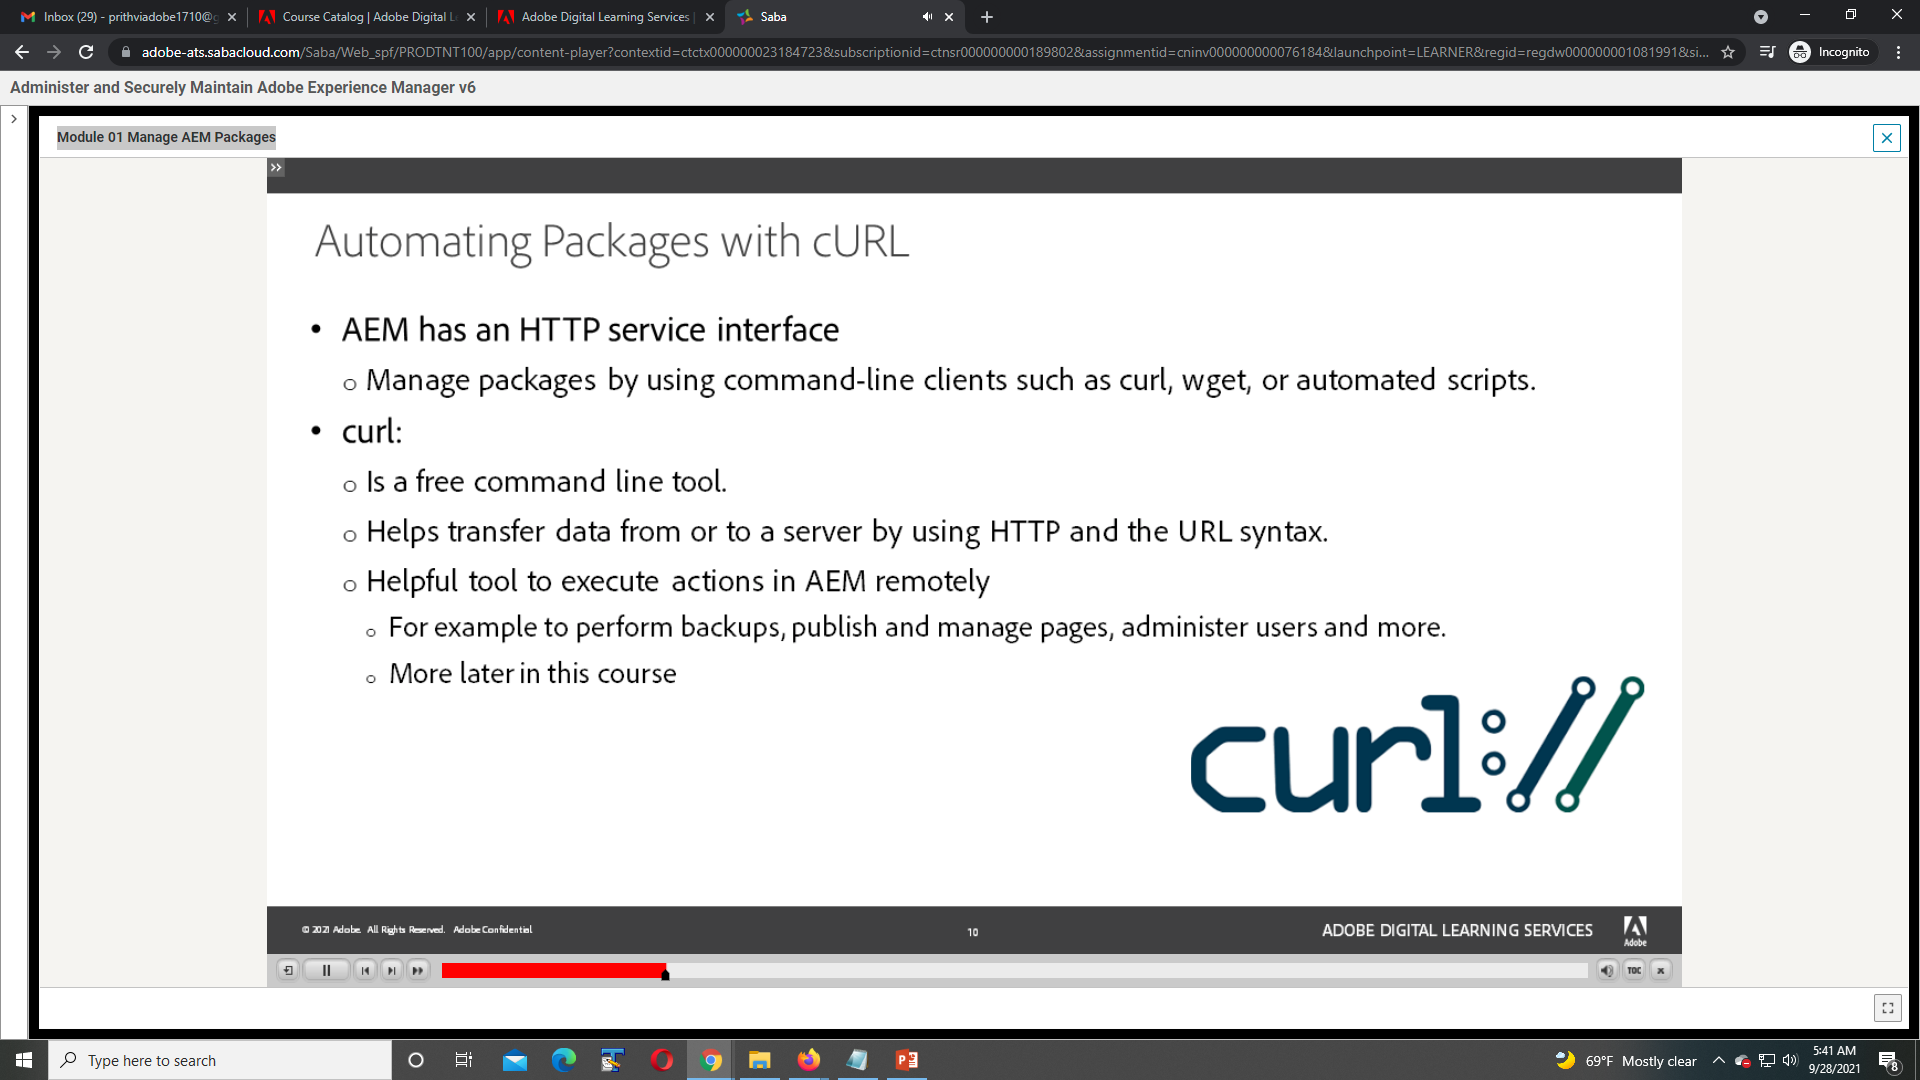 Inbox (29) - prithviadobe1710@g
Course Catalog | Adobe Digital L
Adobe Digital Learning Services |
Saba
adobe-ats.sabacloud.com/Saba/Web_spf/PRODTNT100/app/content-player?contextid=ctctx000000023184723&subscriptionid=ctnsr0000000000189802&assignmentid=cninv000000000076184&launchpoint=LEARNER&regid=regdw000000001081991&si...
Incognito
Administer and Securely Maintain Adobe Experience Manager v6
Module 01 Manage AEM Packages
Automating Packages with cURL
• AEM has an HTTP service interface
o Manage packages by using command-line clients such as curl, wget, or automated scripts.
• curl:
o Is a free command line tool.
o Helps transfer data from or to a server by using HTTP and the URL syntax.
o Helpful tool to execute actions in AEM remotely
o For example to perform backups, publish and manage pages, administer users and more.
o More later in this course
curl://
© 2021 Adobe. All Rights Reserved. Adobe Confidential.
10
ADOBE DIGITAL LEARNING SERVICES
Adobe
TOC
Type here to search
69°F Mostly clear
5:41 AM
9/28/2021
8